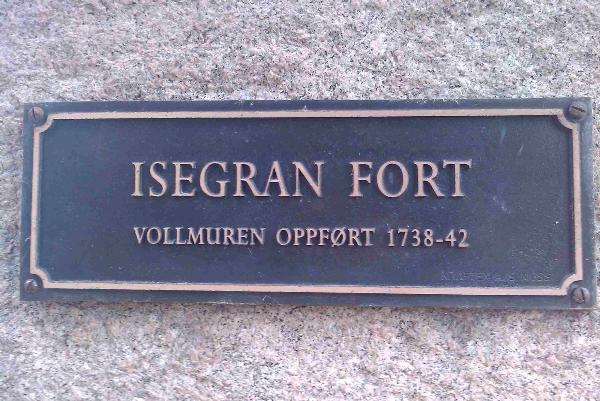 ISEGRAN FORT
VOLLMUREN OPPFØRT 1738-42